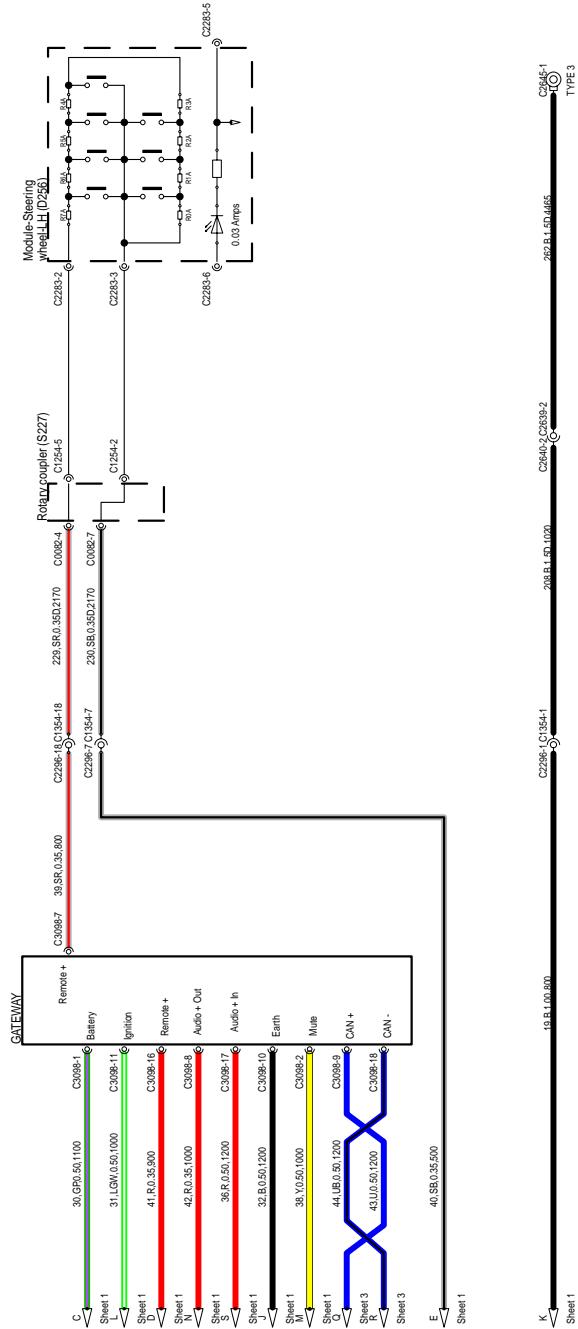 C2283-5
R4A
R5A
R6A
R7A
R3A
R2A
R1A
R0A
0.03 Amps
Module-Steering
wheel-LH (D256)
C2283-2
C2283-3
C2283-6
Rotary coupler (S227)
C1254-5
C1254-2
C0082-4
C0082-7
229,SR,0.35D,2170
230,SB,0.35D,2170
C2296-18 C1354-18
C2296-7 C1354-7
39,SR,0.35,800
C3098-7
GATEWAY
Remote +
Battery
Ignition
Remote +
Audio + Out
Audio + In
Earth
Mute
CAN +
CAN -
C3098-1
C3098-11
C3098-16
C3098-8
C3098-17
C3098-10
C3098-2
C3098-9
C3098-18
30,GP,0.50,1100
31,LGW,0.50,1000
41,R,0.35,900
42,R,0.35,1000
36,R,0.50,1200
32,B,0.50,1200
38,Y,0.50,1000
44,UB,0.50,1200
43,U,0.50,1200
40,SB,0.35,500
C
Sheet 1
L
Sheet 1
D
Sheet 1
N
Sheet 1
S
Sheet 1
J
Sheet 1
M
Sheet 1
Q
Sheet 3
R
Sheet 3
E
Sheet 1
K
Sheet 1
19,B,1.00,800
C2296-1 C1354-1
208,B,1.5D,1020
C2640-2 C2639-2
262,B,1.5D,4465
C2645-1
TYPE 3